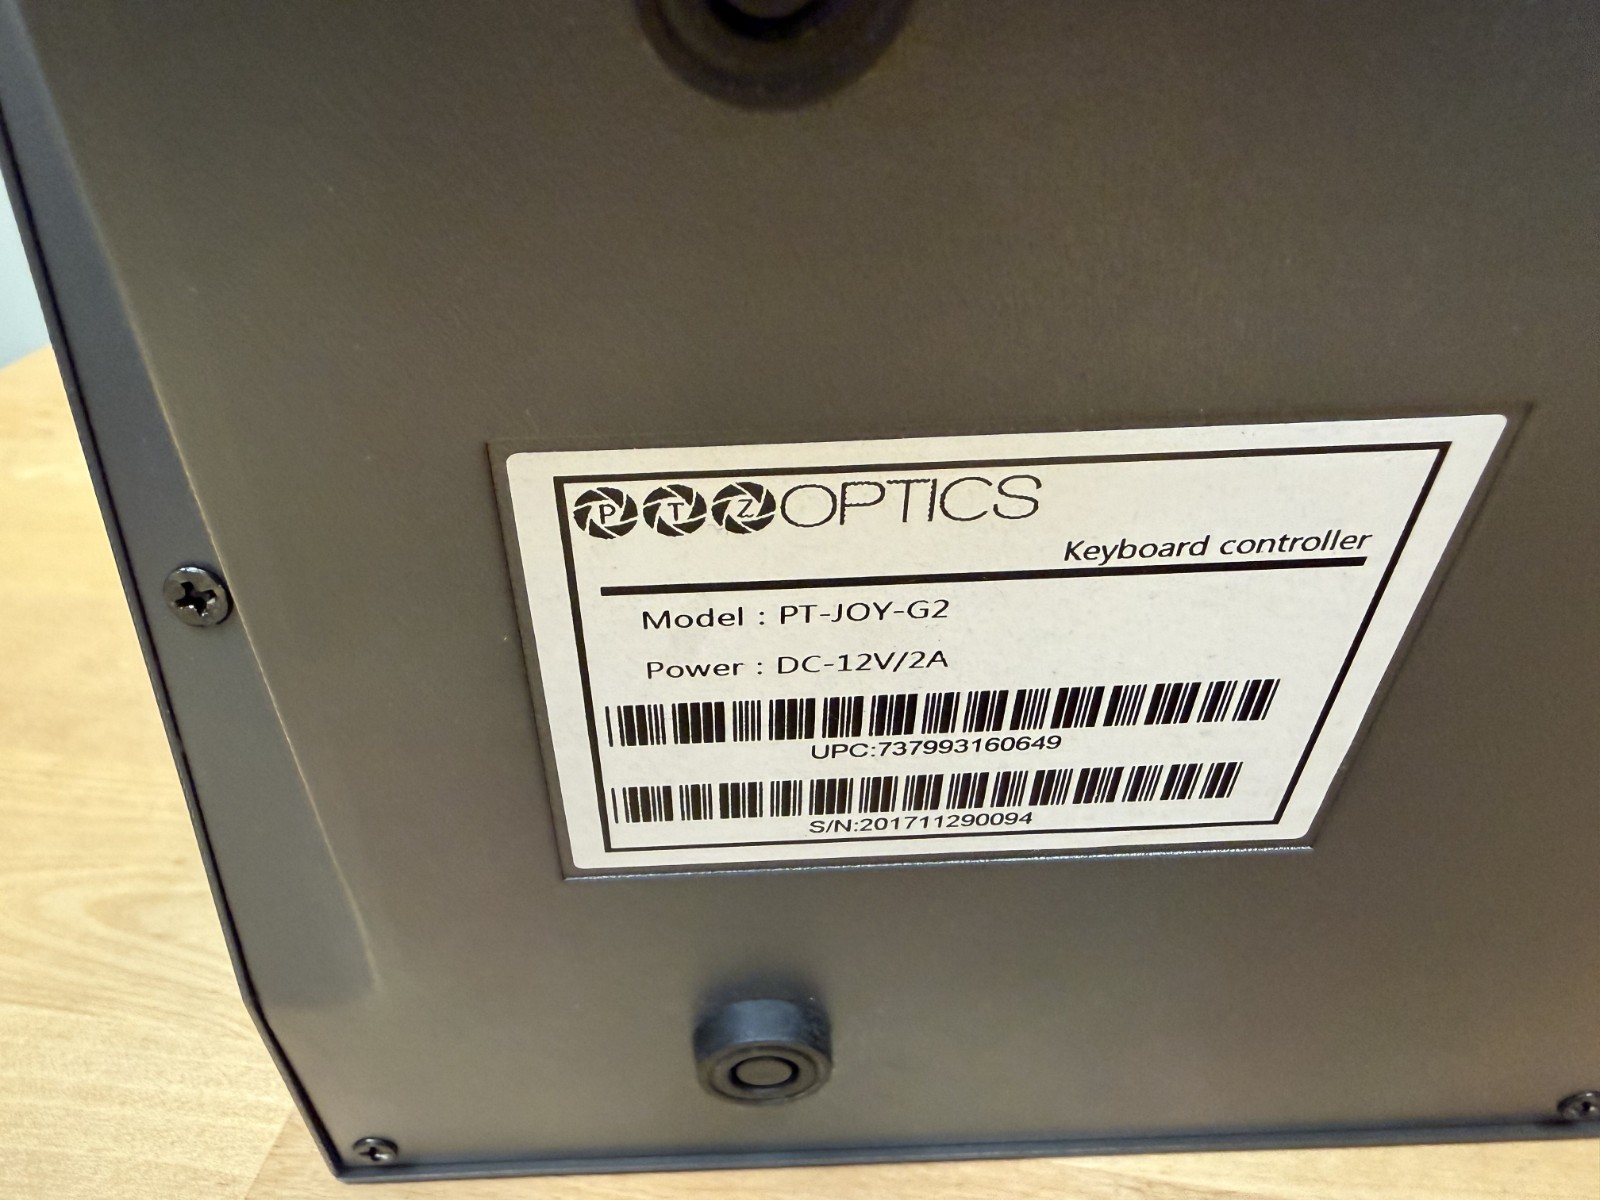 PTZOPTICS
Keyboard controller
Model : PT-JOY-G2
Power : DC-12V/2A
UPC:737993160649
S/N:201711290094